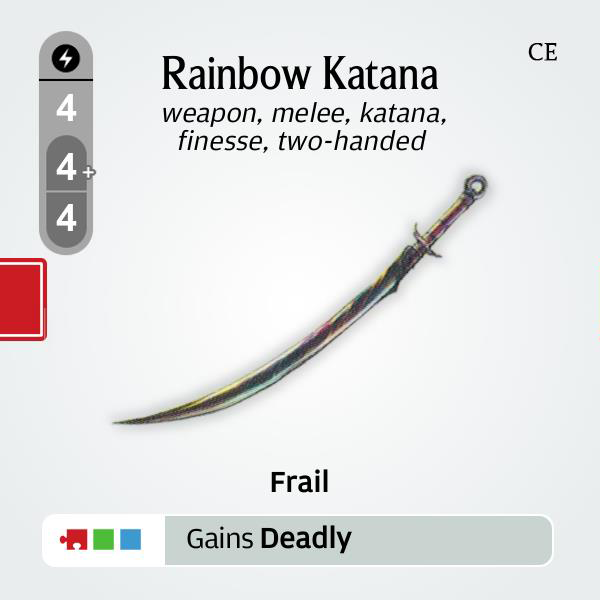 CE
Rainbow Katana
weapon, melee, katana,
finesse, two-handed
4
4+
4
Frail
Gains Deadly